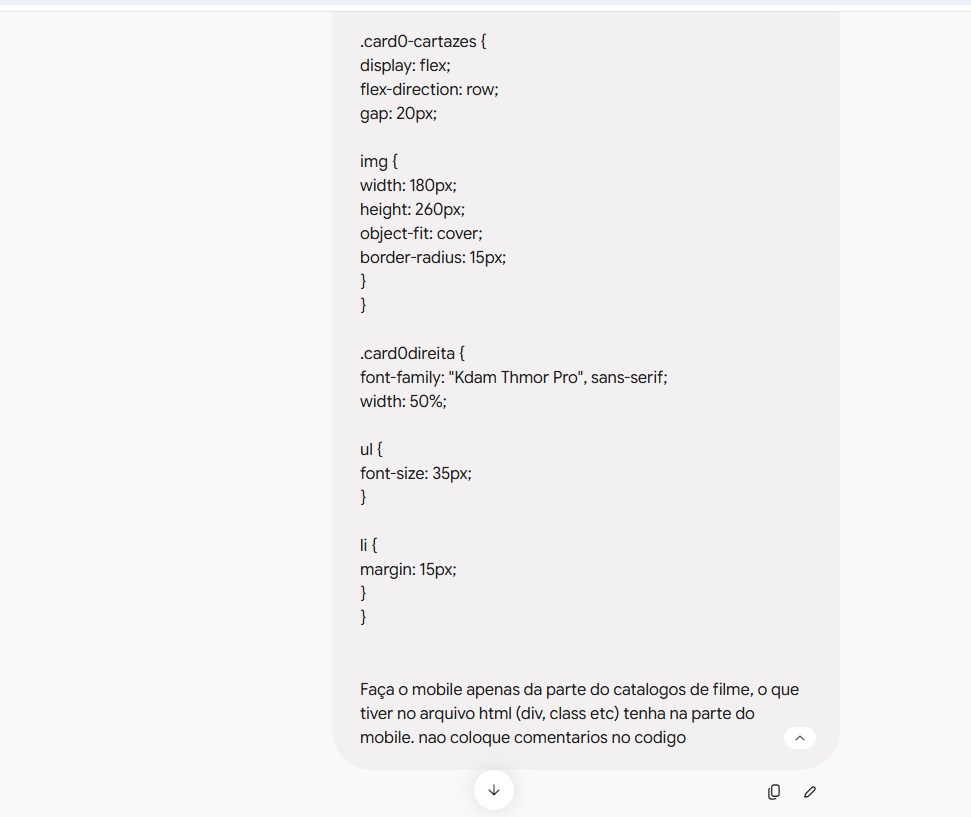 .card0-cartazes {
display: flex;
flex-direction: row;
gap: 20px;
img {
width: 180px;
height: 260px;
object-fit: cover;
border-radius: 15px;
}
}
.card0direita {
font-family: "Kdam Thmor Pro", sans-serif;
width: 50%;
ul {
font-size: 35px;
}
li {
margin: 15px;
}
}
Faça o mobile apenas da parte do catalogos de filme, o que
tiver no arquivo html (div, class etc) tenha na parte do
mobile. nao coloque comentarios no codigo